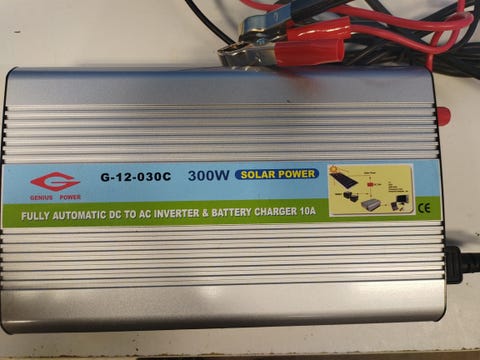 G-12-030C 300W SOLAR POWER
GENIUS POWER
FULLY AUTOMATIC DC TO AC INVERTER & BATTERY CHARGER 10A
CE